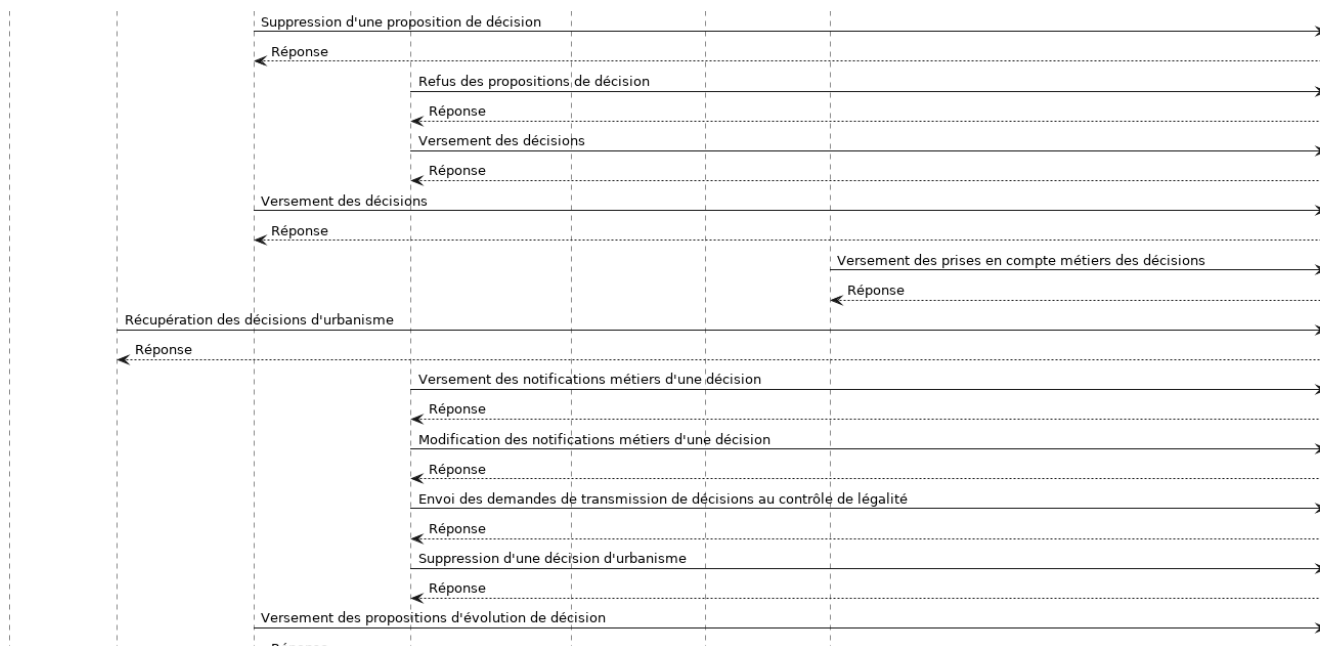 Suppression d'une proposition de décision
Réponse
Refus des propositions de décision
Réponse
Versement des décisions
Réponse
Versement des décisions
Réponse
Versement des prises en compte métiers des décisions
Réponse
Récupération des décisions d'urbanisme
Réponse
Versement des notifications métiers d'une décision
Réponse
Modification des notifications métiers d'une décision
Réponse
Envoi des demandes de transmission de décisions au contrôle de légalité
Réponse
Suppression d'une décision d'urbanisme
Réponse
Versement des propositions d'évolution de décision